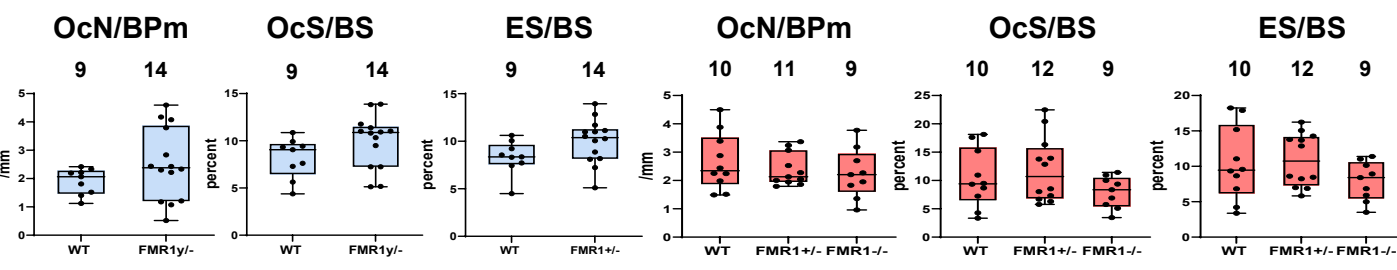 OcN/BPm OcS/BS ES/BS OcN/BPm OcS/BS ES/BS
9 14 9 14 9 14 10 11 9 10 12 9 10 12 9
/mm
5
4
3
2
1
0
WT FMR1y/-
percent
15
10
5
0
WT FMR1y/-
percent
15
10
5
0
WT FMR1+/-
/mm
5
4
3
2
1
0
WT FMR1+/- FMR1-/-
percent
25
20
15
10
5
0
WT FMR1+/- FMR1-/-
percent
20
15
10
5
0
WT FMR1+/- FMR1-/-